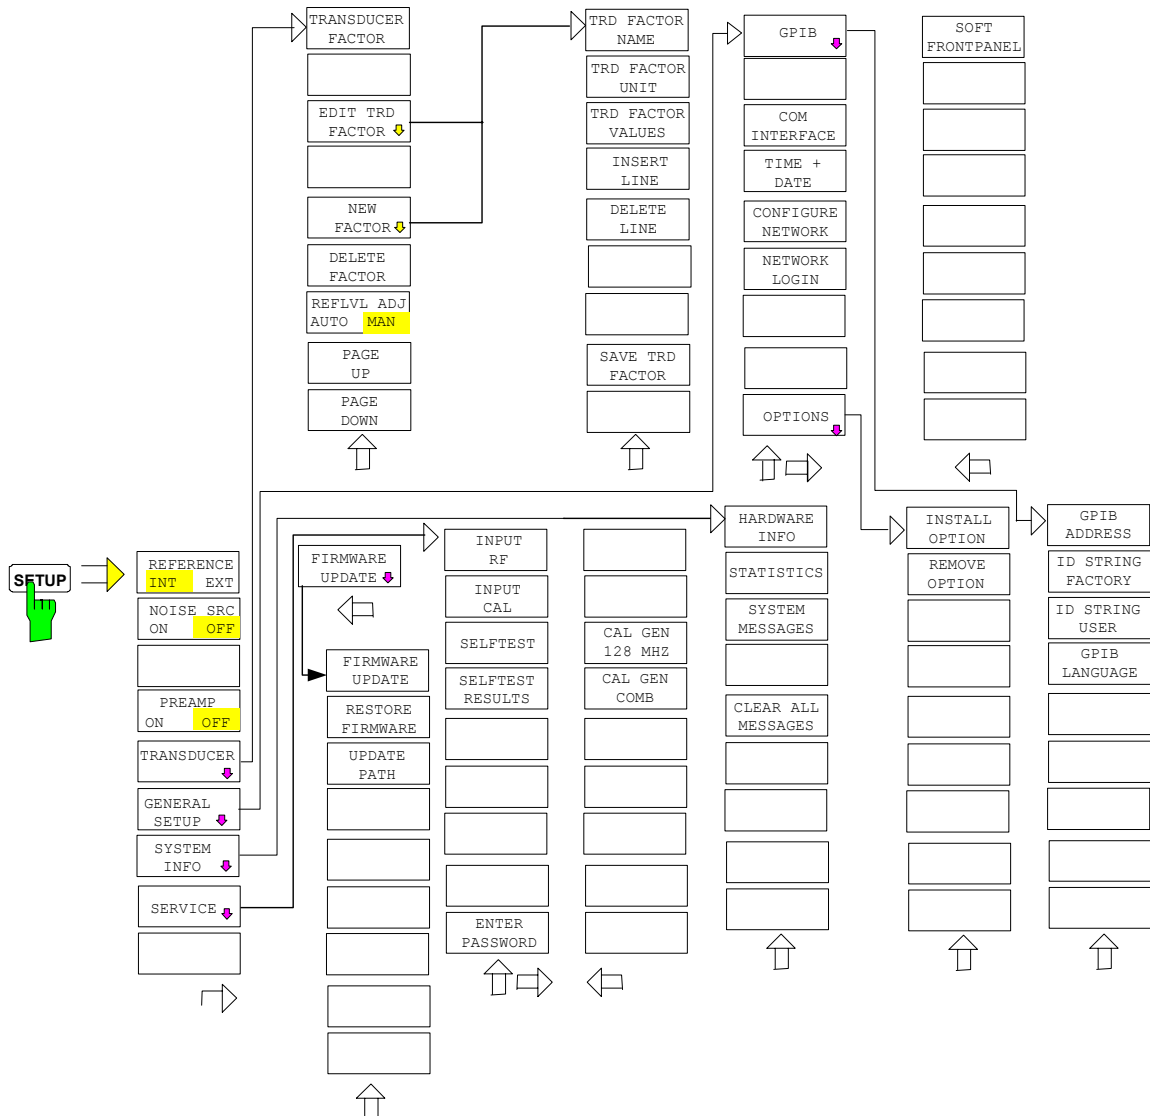 TRANSDUCER
FACTOR
EDIT TRD
FACTOR
NEW
FACTOR
DELETE
FACTOR
REFLVL ADJ
AUTO MAN
PAGE
UP
PAGE
DOWN
TRD FACTOR
NAME
TRD FACTOR
UNIT
TRD FACTOR
VALUES
INSERT
LINE
DELETE
LINE
SAVE TRD
FACTOR
GPIB
COM
INTERFACE
TIME +
DATE
CONFIGURE
NETWORK
NETWORK
LOGIN
OPTIONS
SOFT
FRONTPANEL
SETUP
REFERENCE
INT EXT
NOISE SRC
ON OFF
PREAMP
ON OFF
TRANSDUCER
GENERAL
SETUP
SYSTEM
INFO
SERVICE
FIRMWARE
UPDATE
FIRMWARE
UPDATE
RESTORE
FIRMWARE
UPDATE
PATH
INPUT
RF
INPUT
CAL
SELFTEST
SELFTEST
RESULTS
ENTER
PASSWORD
CAL GEN
128 MHZ
CAL GEN
COMB
HARDWARE
INFO
STATISTICS
SYSTEM
MESSAGES
CLEAR ALL
MESSAGES
INSTALL
OPTION
REMOVE
OPTION
GPIB
ADDRESS
ID STRING
FACTORY
ID STRING
USER
GPIB
LANGUAGE